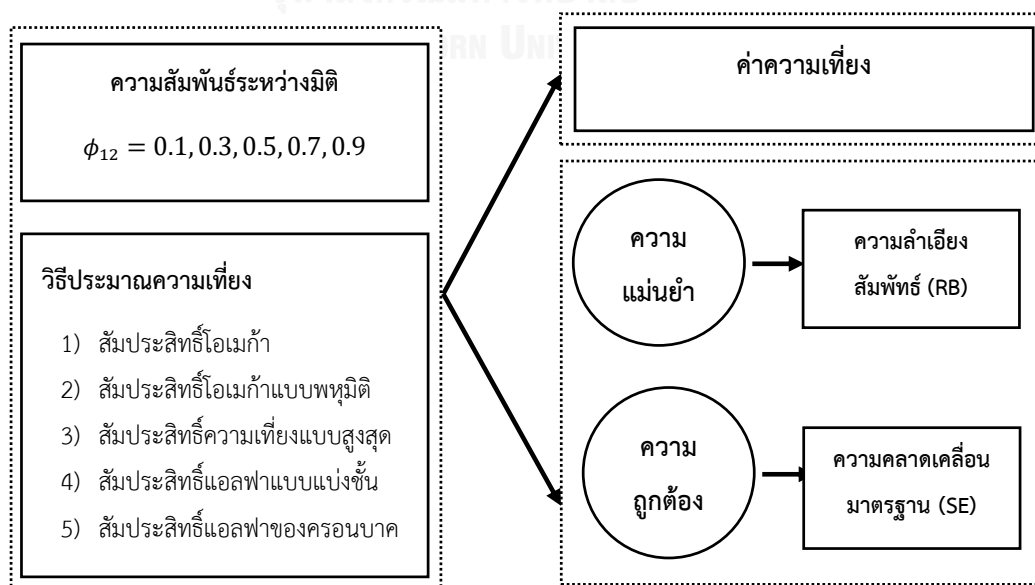 RN UNI
ความสัมพันธ์ระหว่างมิติ
𝜙₁₂ = 0.1, 0.3, 0.5, 0.7, 0.9
วิธีประมาณความเที่ยง
1) สัมประสิทธิ์โอเมก้า
2) สัมประสิทธิ์โอเมก้าแบบพหุมิติ
3) สัมประสิทธิ์ความเที่ยงแบบสูงสุด
4) สัมประสิทธิ์แอลฟาแบบแบ่งชั้น
5) สัมประสิทธิ์แอลฟาของครอนบาค
ค่าความเที่ยง
ความ
แม่นยำ
ความลำเอียง
สัมพัทธ์ (RB)
ความ
ถูกต้อง
ความคลาดเคลื่อน
มาตรฐาน (SE)